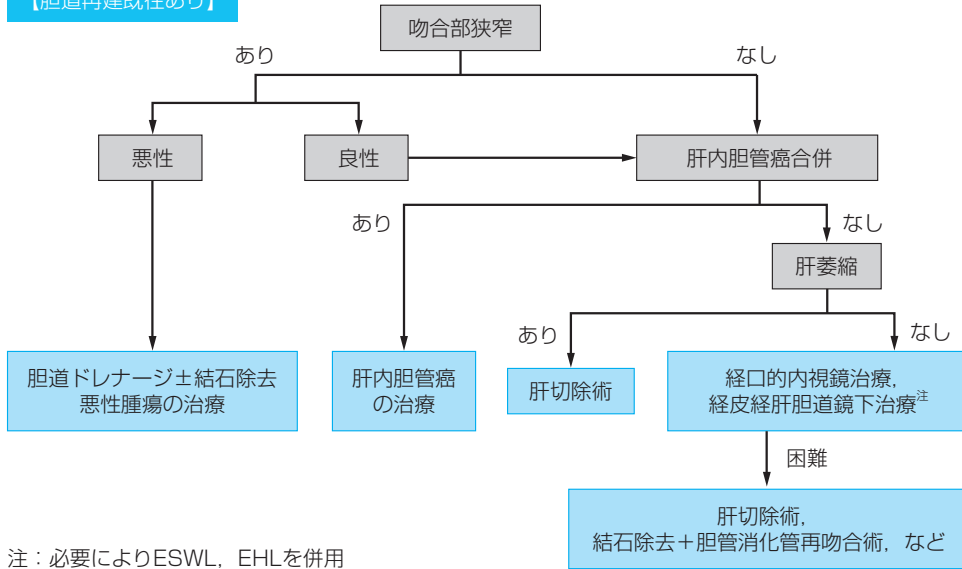 【胆道再建既往あり】
吻合部狭窄
あり
なし
悪性
良性
肝内胆管癌合併
あり
なし
肝萎縮
あり
なし
胆道ドレナージ±結石除去
悪性腫瘍の治療
肝内胆管癌
の治療
肝切除術
経口的内視鏡治療，
経皮経肝胆道鏡下治療注
困難
肝切除術，
結石除去＋胆管消化管再吻合術，など
注：必要によりESWL，EHLを併用